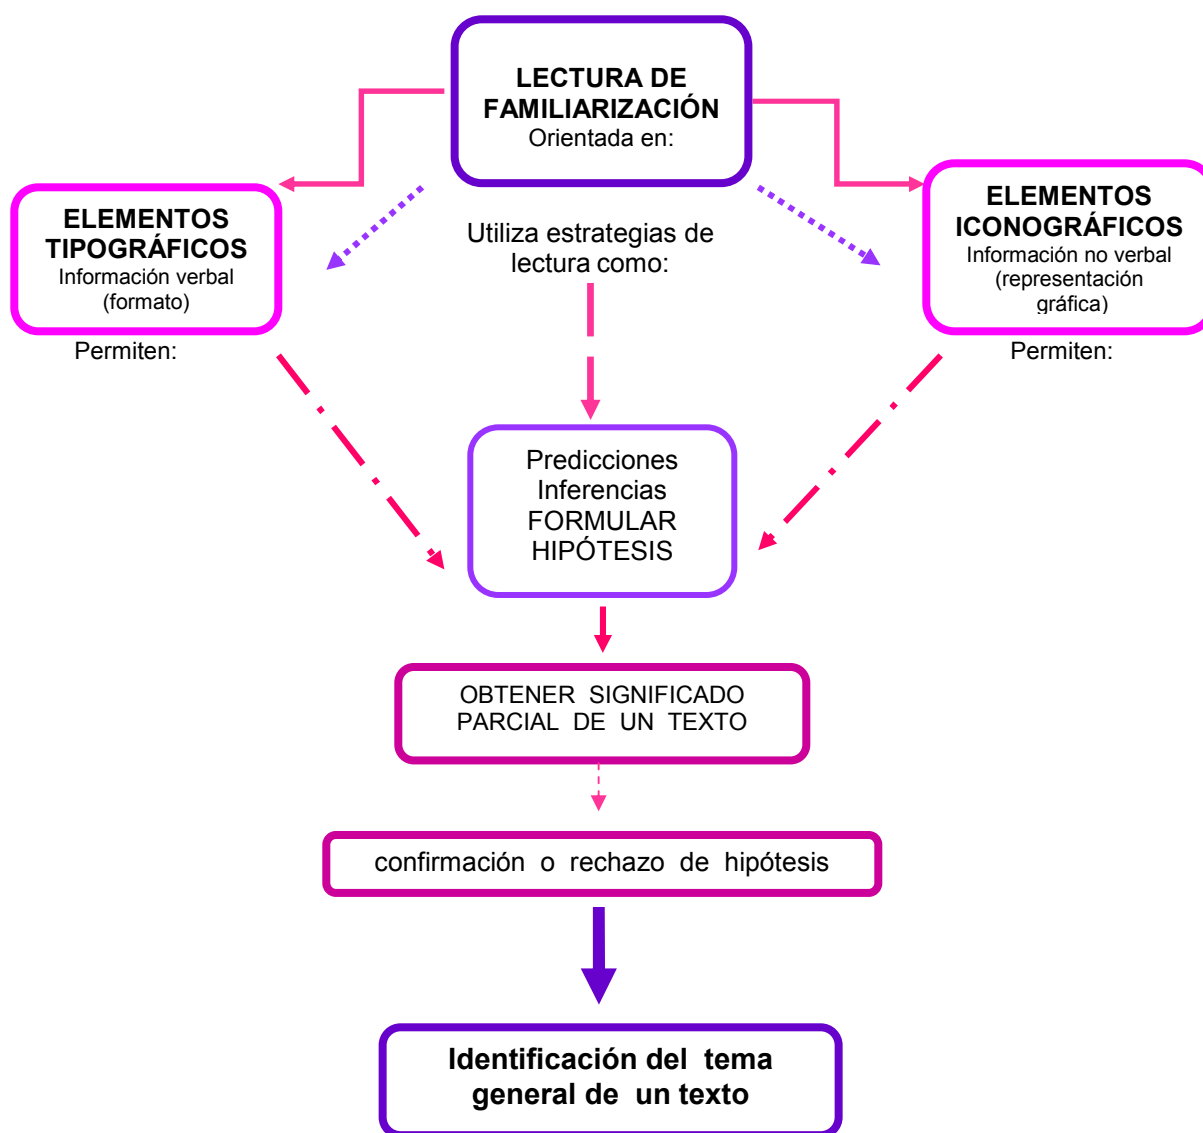 LECTURA DE
FAMILIARIZACIÓN
Orientada en:
ELEMENTOS
TIPOGRÁFICOS
Información verbal
(formato)
Permiten:
Utiliza estrategias de
lectura como:
ELEMENTOS
ICONOGRÁFICOS
Información no verbal
(representación
gráfica)
Permiten:
Predicciones
Inferencias
FORMULAR
HIPÓTESIS
OBTENER SIGNIFICADO
PARCIAL DE UN TEXTO
confirmación o rechazo de hipótesis
Identificación del tema
general de un texto